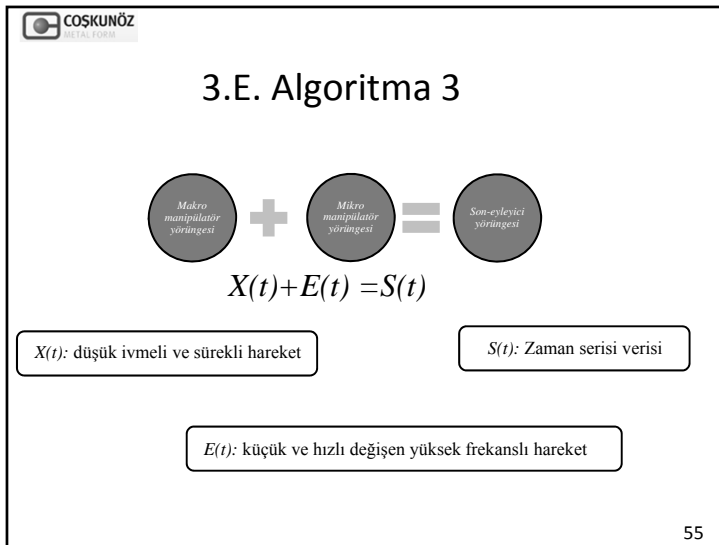 COŞKUNÖZ
METAL FORM
3.E. Algoritma 3
Makro
manipülatör
yörüngesi
Mikro
manipülatör
yörüngesi
Son-eyleyici
yörüngesi
X(t)+E(t) =S(t)
X(t): düşük ivmeli ve sürekli hareket
S(t): Zaman serisi verisi
E(t): küçük ve hızlı değişen yüksek frekanslı hareket
55